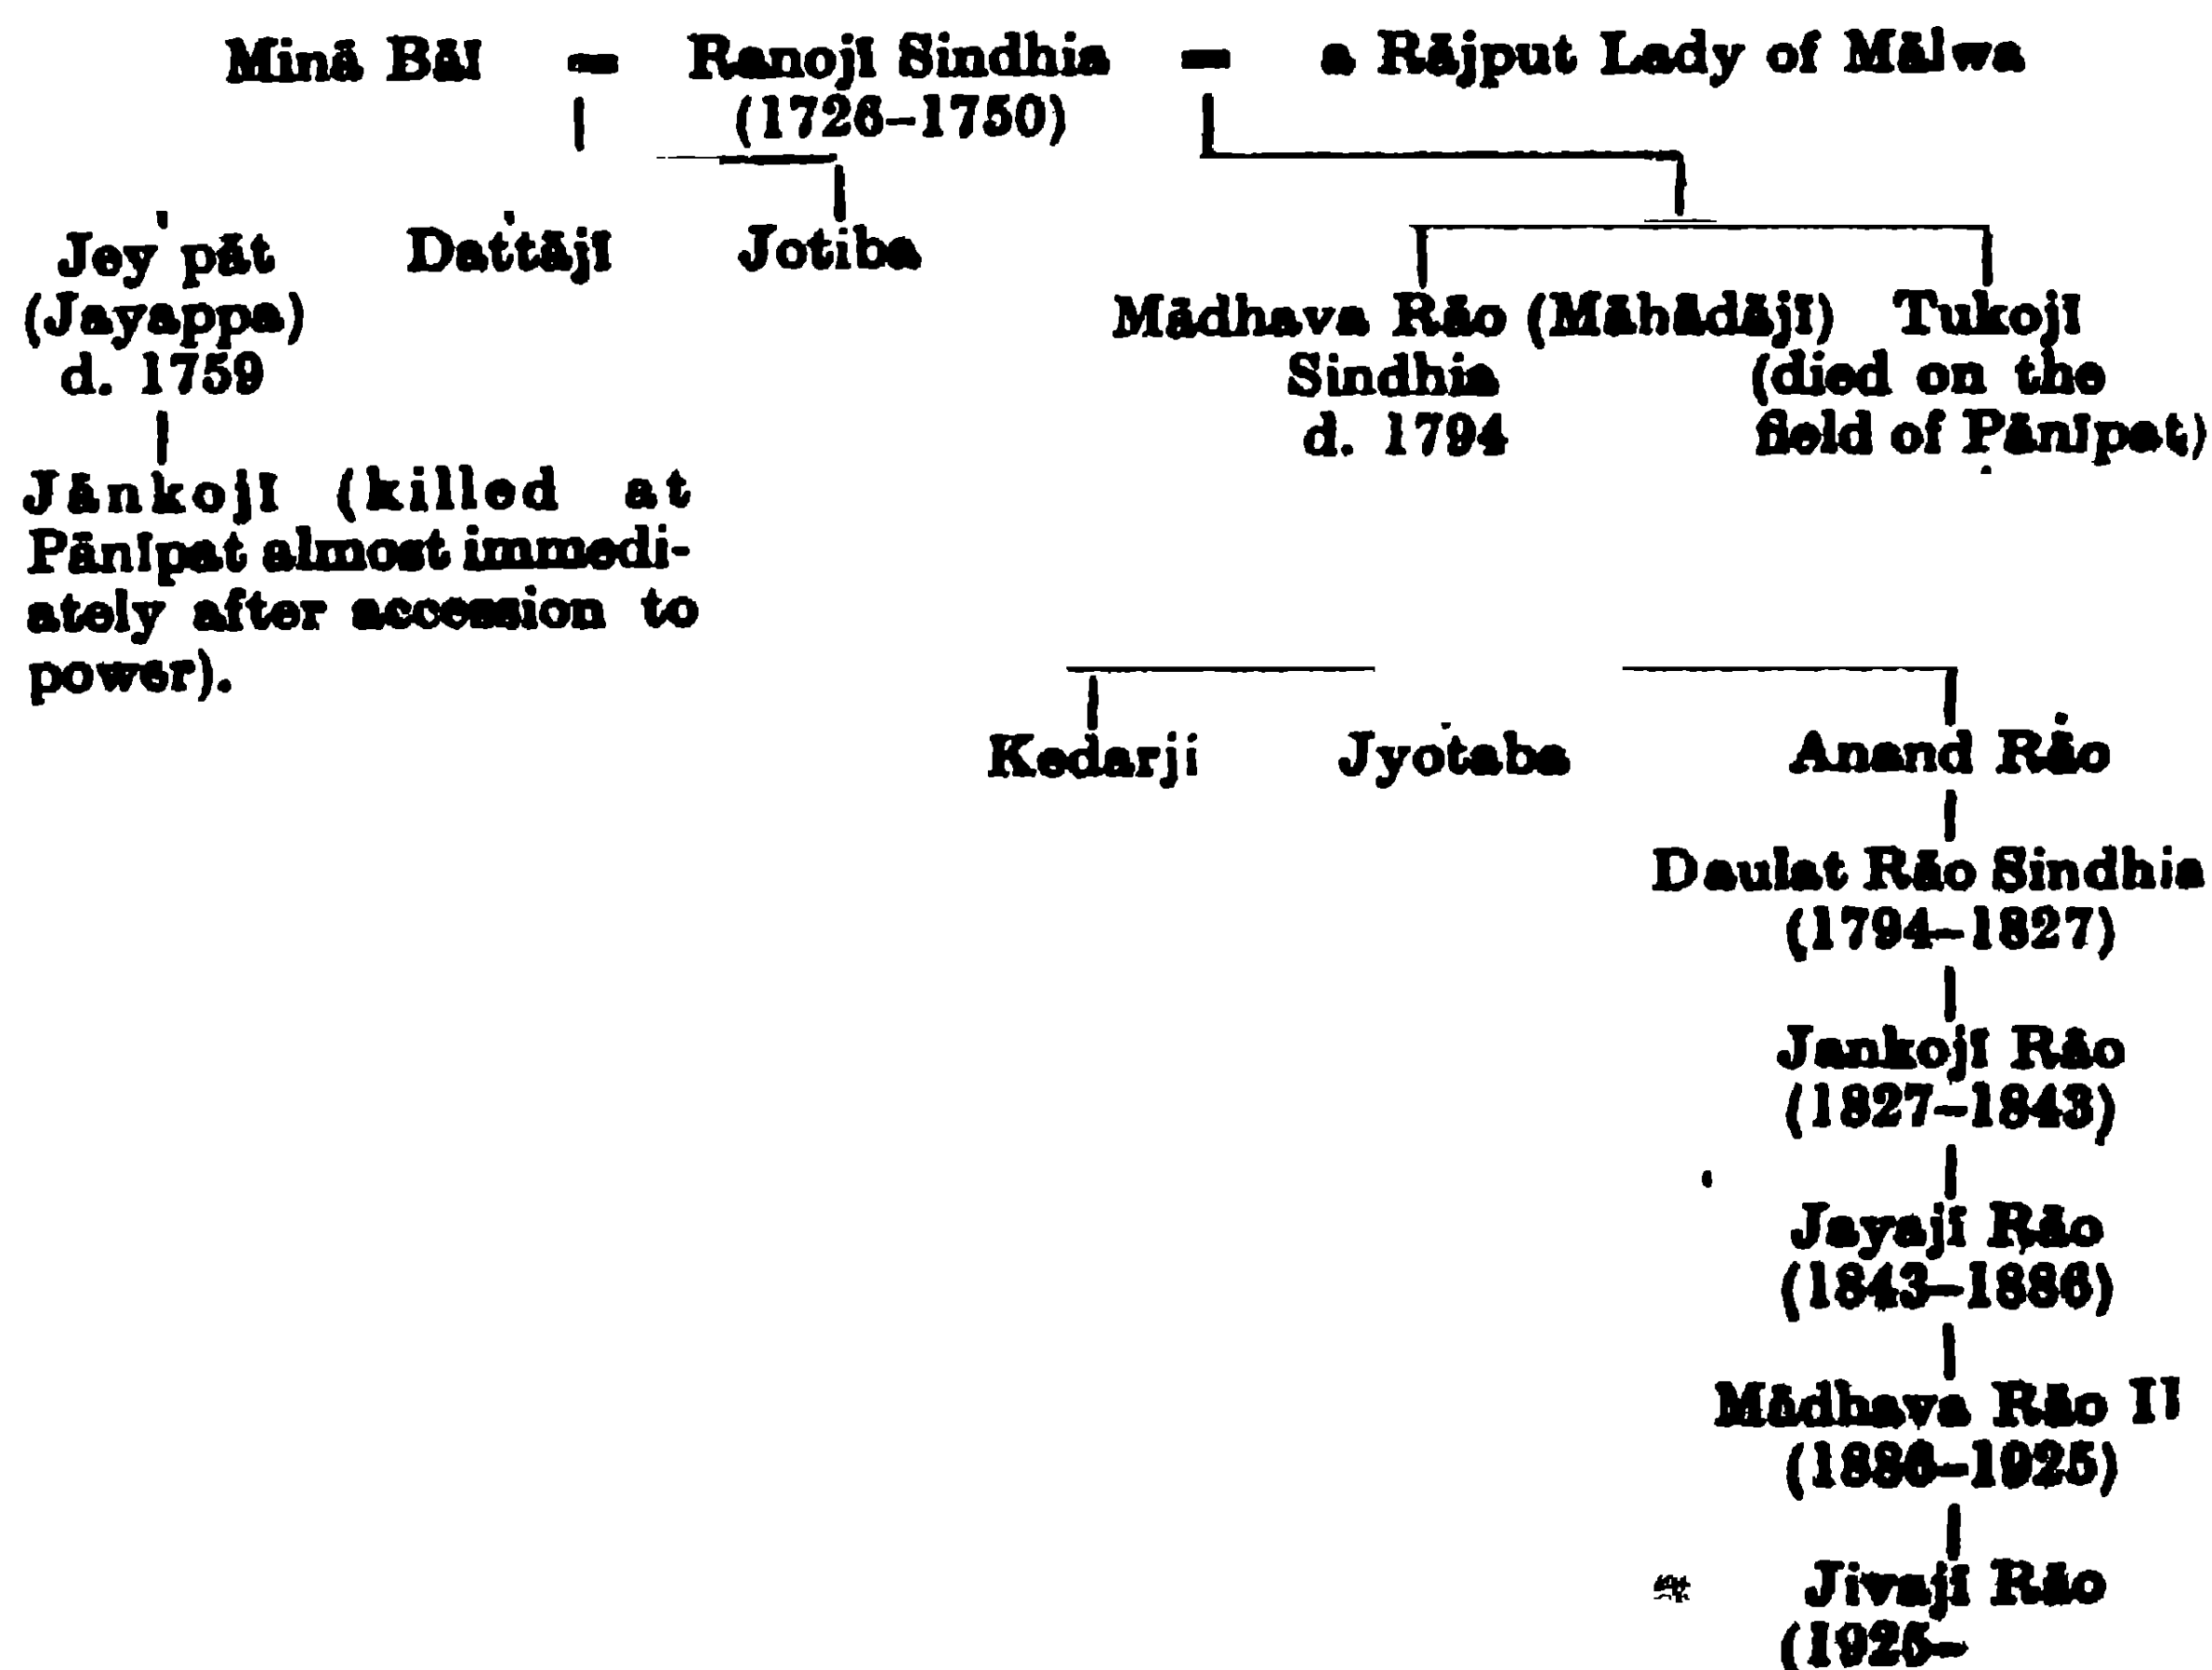 Minā Bāī = Ranojī Sindhia = a Rājput Lady of Mālwa
(1726–1750)
Jey pāt Dattājī Jotiba
(Jayappa)
d. 1759
Mādhava Rāo (Māhādājī) Tukojī
Sindhia (died on the
d. 1794 field of Pānīpat)
Jānkojī (killed at
Pānīpat almost immedi-
ately after accession to
power).
Kedarji Jyotaba Anand Rāo
Daulat Rāo Sindhia
(1794–1827)
Jankojī Rāo
(1827–1843)
Jayajī Rāo
(1843–1886)
Mādhava Rāo II
(1886–1925)
Jivajī Rāo
(1925–